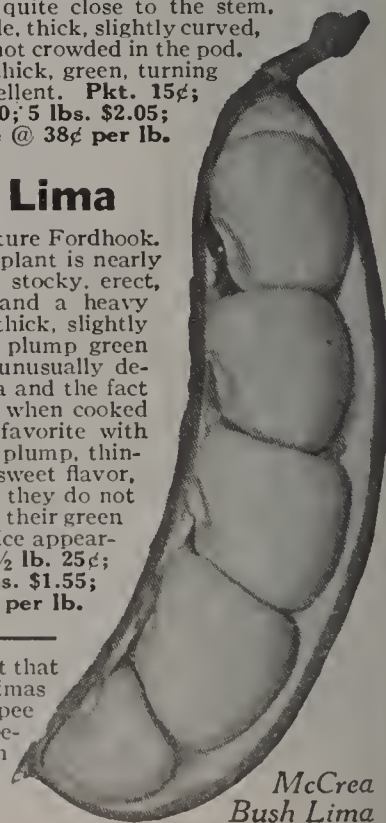 quite close to the stem.
le, thick, slightly curved,
not crowded in the pod.
hick, green, turning
ellent. Pkt. 15¢;
0; 5 lbs. $2.05;
@ 38¢ per lb.
Lima
ture Fordhook.
plant is nearly
stocky, erect,
and a heavy
thick, slightly
plump green
unusually de-
a and the fact
when cooked
favorite with
plump, thin-
sweet flavor,
they do not
their green
ice appear-
½ lb. 25¢;
s. $1.55;
per lb.
t that
imas
pee
e-
n
McCrea
Bush Lima